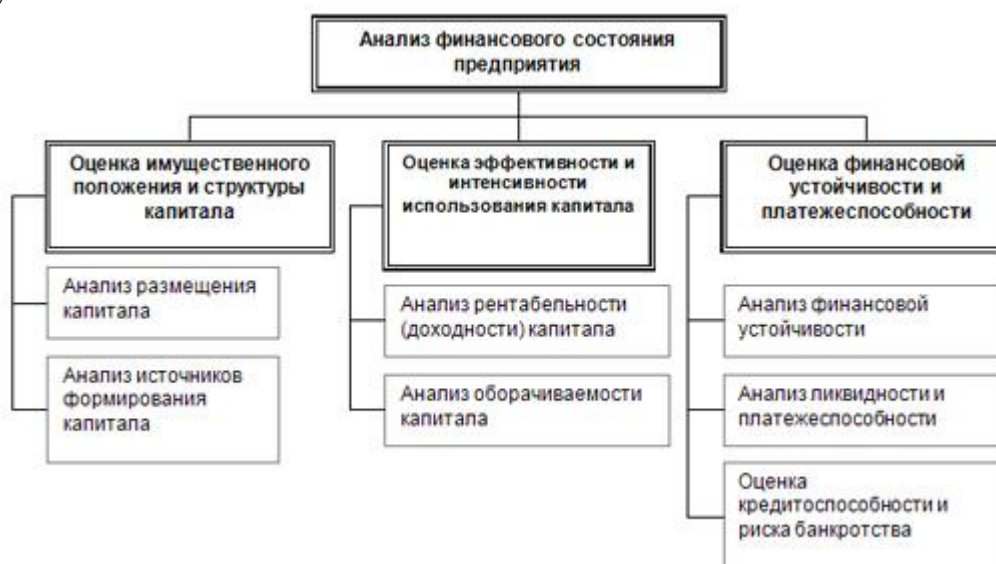 Анализ финансового состояния
предприятия
Оценка имущественного
положения и структуры
капитала
Анализ размещения
капитала
Анализ источников
формирования
капитала
Оценка эффективности и
интенсивности
использования капитала
Анализ рентабельности
(доходности) капитала
Анализ оборачиваемости
капитала
Оценка финансовой
устойчивости и
платежеспособности
Анализ финансовой
устойчивости
Анализ ликвидности и
платежеспособности
Оценка
кредитоспособности и
риска банкротства